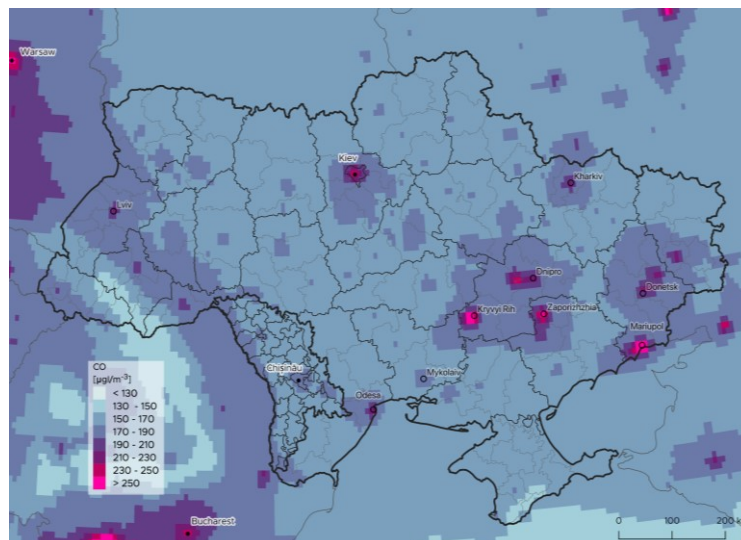 Warsaw
Kiev
Kharkiv
Lviv
Dnipro
Donetsk
Kryvyi Rih
Zaporizhzhia
Mariupol
Chișinău
Mykolaiv
Odesa
CO
[µg/m⁻³]
< 130
130 - 150
150 - 170
170 - 190
190 - 210
210 - 230
230 - 250
> 250
Bucharest
0 100 200 k